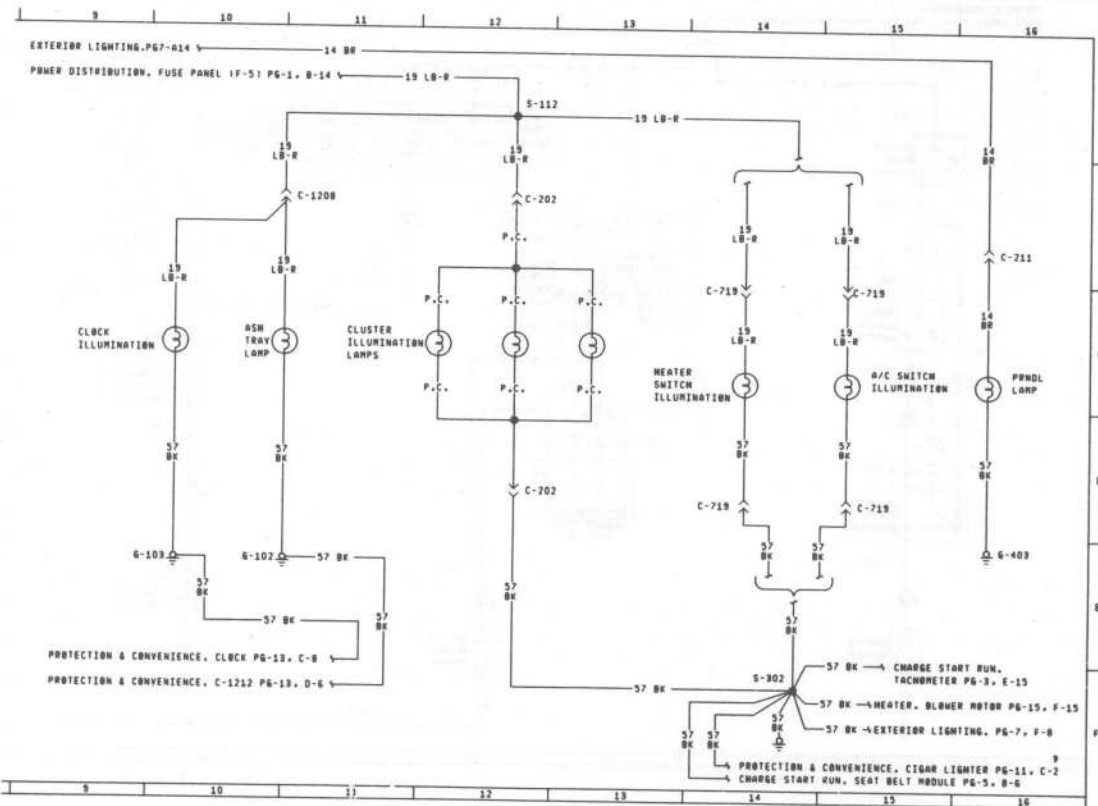 9 10 11 12 13 14 15 16
EXTERIOR LIGHTING.PG7-A14
14 BR
POWER DISTRIBUTION. FUSE PANEL (F-5) PG-1. B-14
19 LB-R
S-112
19 LB-R
19
LB-R
19
LB-R
14
BR
C-1208
C-202
P.C.
19
LB-R
19
LB-R
C-211
19
LB-R
19
LB-R
C-719
C-719
P.C.
P.C.
P.C.
14
BR
19
LB-R
19
LB-R
CLOCK
ILLUMINATION
ASH
TRAY
LAMP
CLUSTER
ILLUMINATION
LAMPS
HEATER
SWITCH
ILLUMINATION
A/C SWITCH
ILLUMINATION
PRNDL
LAMP
P.C.
P.C.
P.C.
57
BK
57
BK
57
BK
57
BK
57
BK
C-202
C-719
C-719
G-103
G-102
57 BK
57
BK
57
BK
G-403
57
BK
57
BK
57
BK
57 BK
57
BK
57
BK
PROTECTION & CONVENIENCE. CLOCK PG-13. C-8
PROTECTION & CONVENIENCE. C-1212 PG-13. D-6
57 BK
S-302
57 BK
CHARGE START RUN.
TACHOMETER PG-3. E-15
57 BK
HEATER. BLOWER MOTOR PG-15. F-15
57 BK
EXTERIOR LIGHTING. PG-7. F-8
57
BK
57
BK
57
BK
F
9
PROTECTION & CONVENIENCE. CIGAR LIGHTER PG-11. C-2
CHARGE START RUN. SEAT BELT MODULE PG-5. B-6
9 10 11 12 13 14 15 16